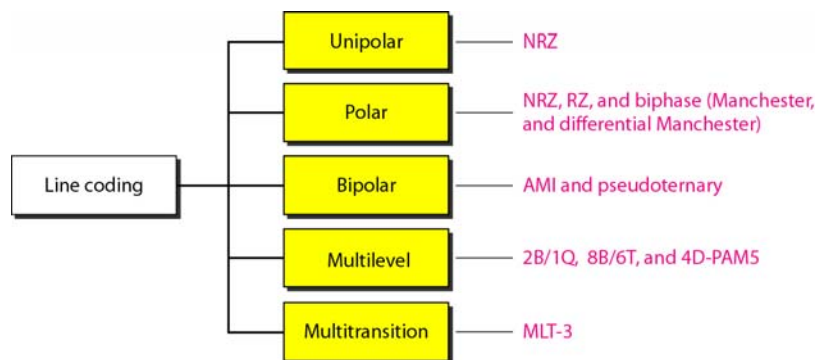 Unipolar
NRZ
Polar
NRZ, RZ, and biphase (Manchester,
and differential Manchester)
Line coding
Bipolar
AMI and pseudoternary
Multilevel
2B/1Q, 8B/6T, and 4D-PAM5
Multitransition
MLT-3